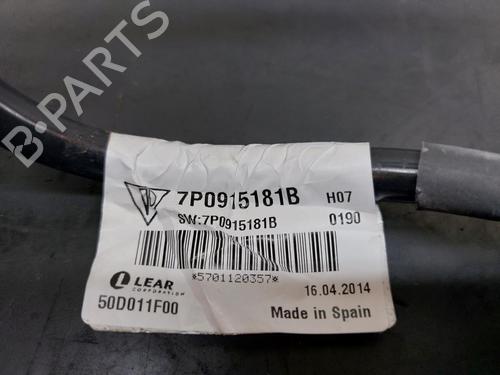 B·PARTS
7P0915181B H07
SW:7P0915181B 0190
*5701120357*
LEAR 16.04.2014
CORPORATION
50D011F00 Made in Spain